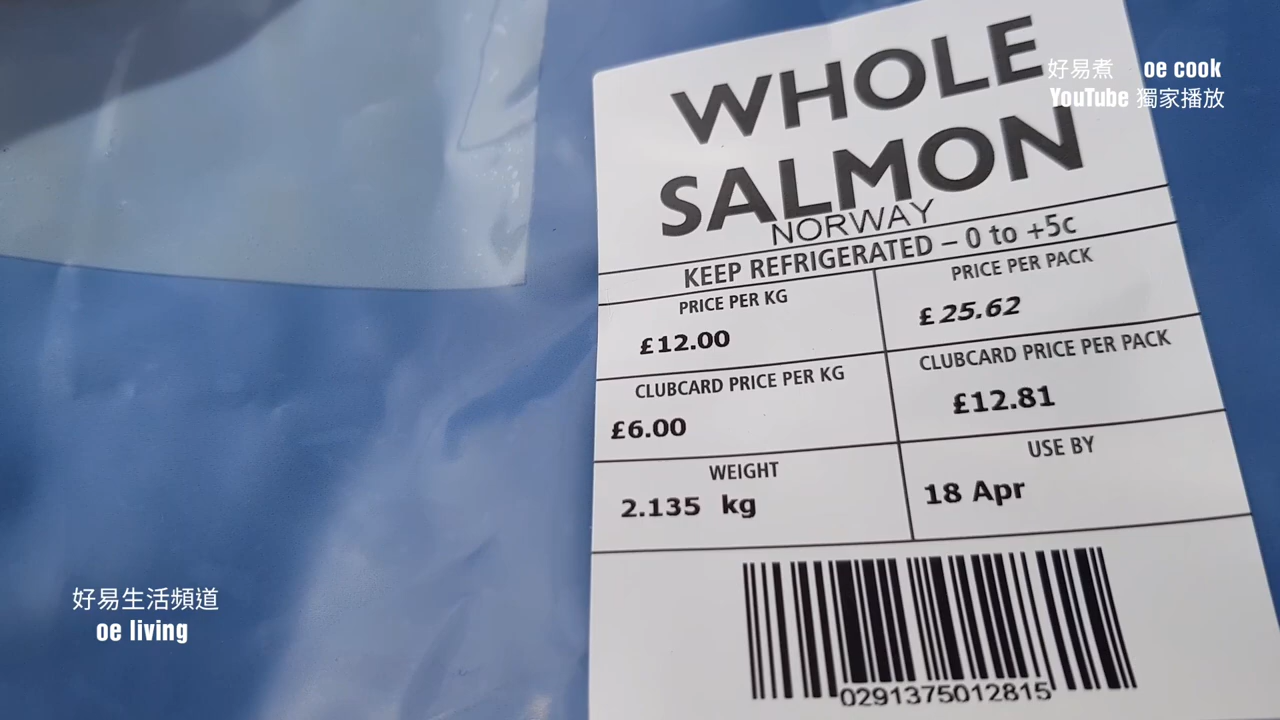 WHOLE
SALMON
NORWAY
KEEP REFRIGERATED – 0 to +5c
PRICE PER KG
£12.00
PRICE PER PACK
£25.62
CLUBCARD PRICE PER KG
£6.00
CLUBCARD PRICE PER PACK
£12.81
WEIGHT
2.135 kg
USE BY
18 Apr
0291375012815
好易煮 oe cook
YouTube 獨家播放
好易生活頻道
oe living